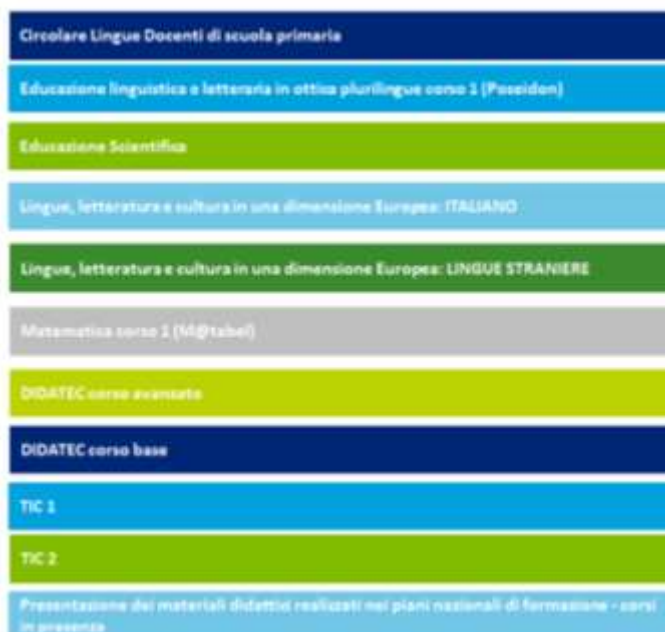 Circolare Lingue Docenti di scuola primaria
Educazione linguistica e letteraria in ottica plurilingue corso 1 (Poseidon)
Educazione Scientifica
Lingue, letteratura e cultura in una dimensione Europea: ITALIANO
Lingue, letteratura e cultura in una dimensione Europea: LINGUE STRANIERE
Matematica corso 1 (M@tabel)
DIDATEC corso avanzato
DIDATEC corso base
TIC 1
TIC 2
Presentazione dei materiali didattici realizzati nei piani nazionali di formazione - corsi
in presenza